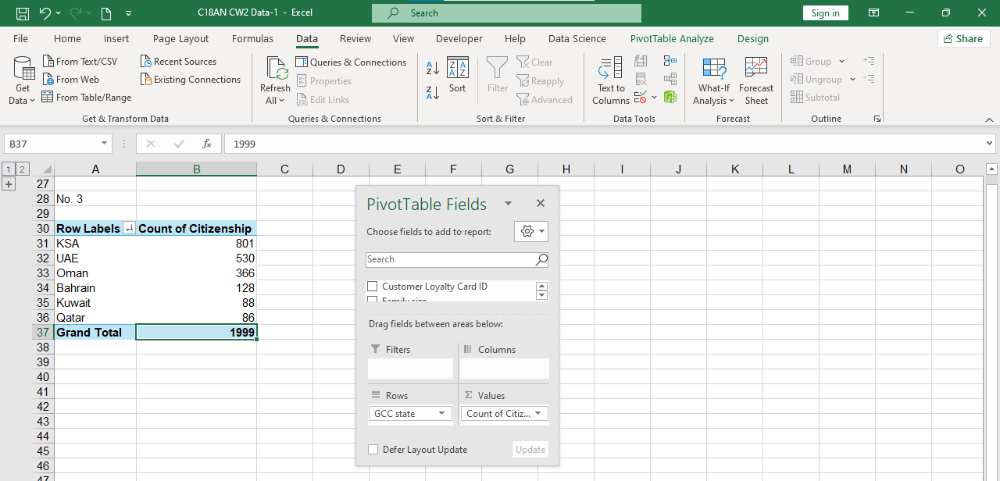 C18AN CW2 Data-1 - Excel
Search
Sign in
File Home Insert Page Layout Formulas Data Review View Developer Help Data Science PivotTable Analyze Design Share
Get Data
From Text/CSV
From Web
From Table/Range
Recent Sources
Existing Connections
Get & Transform Data
Refresh All
Queries & Connections
Properties
Edit Links
Queries & Connections
A Z
Z A
Z A A Z
Sort
Filter
Clear
Reapply
Advanced
Sort & Filter
Text to Columns
Data Tools
What-If Analysis
Forecast Sheet
Forecast
Group
Ungroup
Subtotal
Outline
B37
fx
1999
1 2
A B C D E F G H I J K L M N O
27
28 No. 3
29
30 Row Labels Count of Citizenship
31 KSA 801
32 UAE 530
33 Oman 366
34 Bahrain 128
35 Kuwait 88
36 Qatar 86
37 Grand Total 1999
38
39
40
41
42
43
44
45
46
47
PivotTable Fields
Choose fields to add to report:
Search
Customer Loyalty Card ID
Family size
Drag fields between areas below:
Filters
Columns
Rows
Σ Values
GCC state
Count of Citiz...
Defer Layout Update
Update